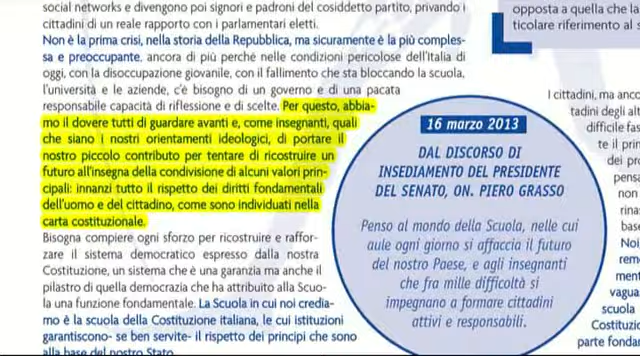 social networks e divengono poi signori e padroni del cosiddetto partito, privando i
cittadini di un reale rapporto con i parlamentari eletti.
Non è la prima crisi, nella storia della Repubblica, ma sicuramente è la più comples-
sa e preoccupante, ancora di più perché nelle condizioni pericolose dell'Italia di
oggi, con la disoccupazione giovanile, con il fallimento che sta bloccando la scuola,
l'università e le aziende, c'è bisogno di un governo e di una pacata
responsabile capacità di riflessione e di scelte. Per questo, abbia-
mo il dovere tutti di guardare avanti e, come insegnanti, quali
che siano i nostri orientamenti ideologici, di portare il
nostro piccolo contributo per tentare di ricostruire un
futuro all'insegna della condivisione di alcuni valori prin-
cipali: innanzi tutto il rispetto dei diritti fondamentali
dell'uomo e del cittadino, come sono individuati nella
carta costituzionale.
Bisogna compiere ogni sforzo per ricostruire e raffor-
zare il sistema democratico espresso dalla nostra
Costituzione, un sistema che è una garanzia ma anche il
pilastro di quella democrazia che ha attribuito alla Scuo-
la una funzione fondamentale. La Scuola in cui noi credia-
mo è la scuola della Costituzione italiana, le cui istituzioni
garantiscono- se ben servite- il rispetto dei principi che sono
alla base del nostro Stato.
16 marzo 2013
DAL DISCORSO DI
INSEDIAMENTO DEL PRESIDENTE
DEL SENATO, ON. PIERO GRASSO
Penso al mondo della Scuola, nelle cui
aule ogni giorno si affaccia il futuro
del nostro Paese, e agli insegnanti
che fra mille difficoltà si
impegnano a formare cittadini
attivi e responsabili.
opposta a quella che la
ticolare riferimento al s
I cittadini, ma anco
tadini degli alt
difficile fas
te il prin
dei pro
pensa
non
rinas
base
Noi,
rem
ment
vagua
scuola
Costituz
parte fondam